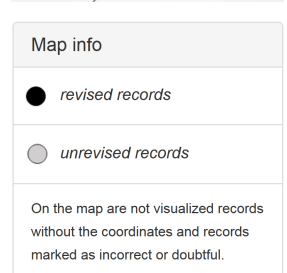 Map info
revised records
unrevised records
On the map are not visualized records
without the coordinates and records
marked as incorrect or doubtful.